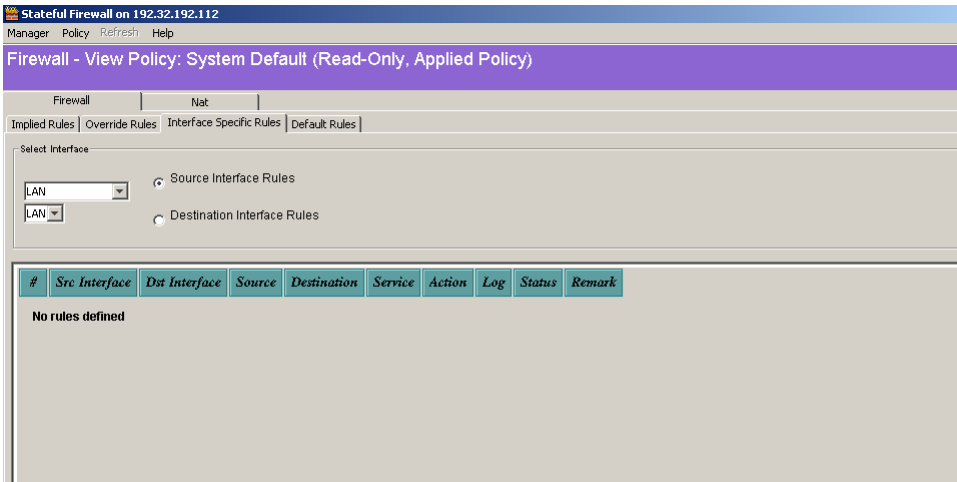 Stateful Firewall on 192.32.192.112
Manager Policy Refresh Help
Firewall - View Policy: System Default (Read-Only, Applied Policy)
Firewall Nat
Implied Rules Override Rules Interface Specific Rules Default Rules
Select Interface
LAN Source Interface Rules
LAN Destination Interface Rules
# Src Interface Dst Interface Source Destination Service Action Log Status Remark
No rules defined